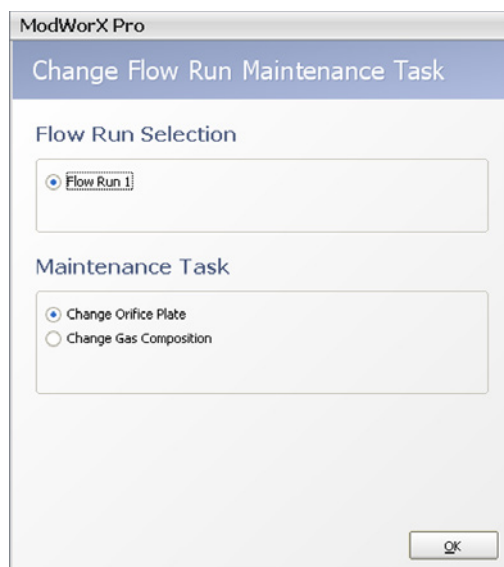 ModWorX Pro
Change Flow Run Maintenance Task
Flow Run Selection
Flow Run 1
Maintenance Task
Change Orifice Plate
Change Gas Composition
OK